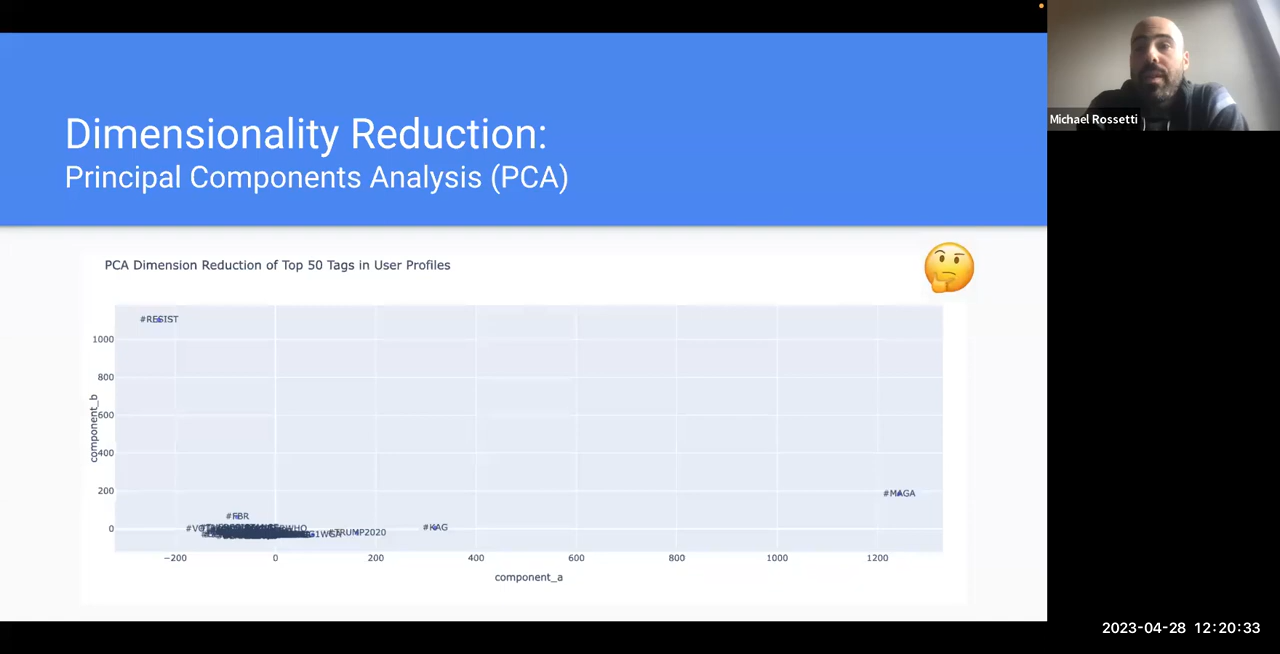 Dimensionality Reduction:
Principal Components Analysis (PCA)
Michael Rossetti
PCA Dimension Reduction of Top 50 Tags in User Profiles
#RESIST
1000
800
component_b
600
400
200
#MAGA
0
#FBR
#KAG
#TRUMP2020
−200
0
200
400
600
800
1000
1200
component_a
2023-04-28 12:20:33